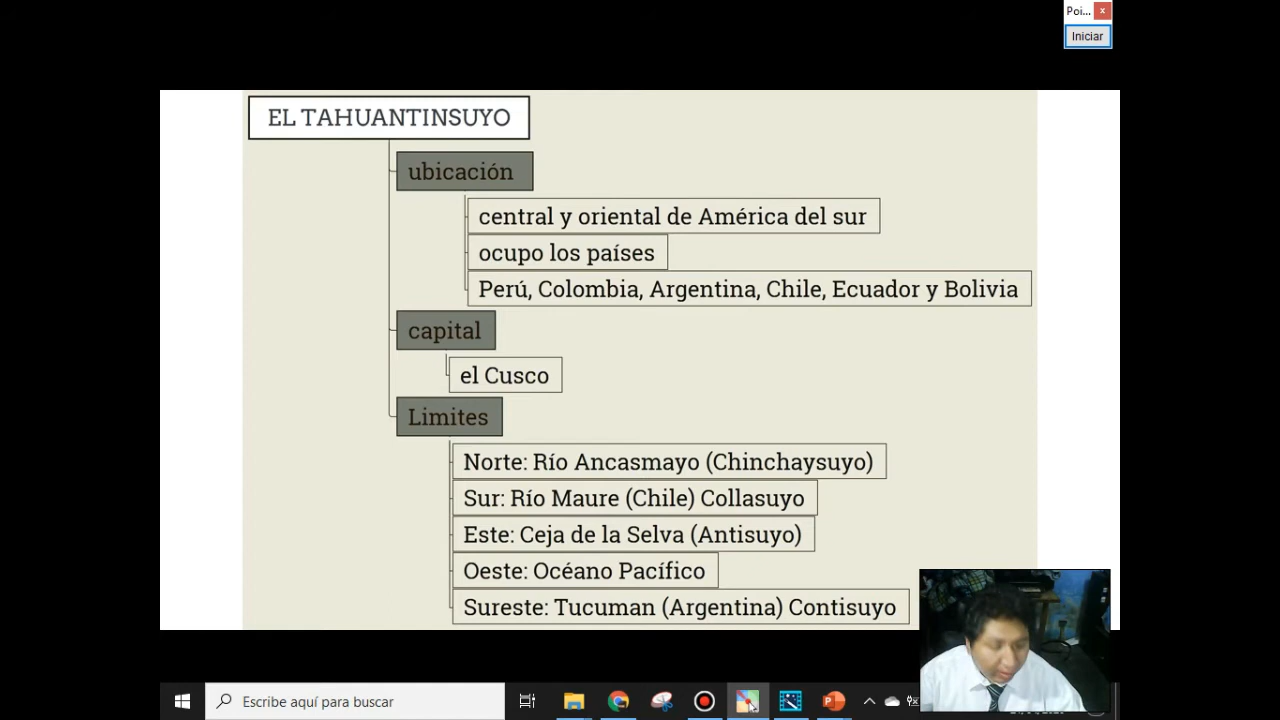 Poi...
x
Iniciar
EL TAHUANTINSUYO
ubicación
central y oriental de América del sur
ocupo los países
Perú, Colombia, Argentina, Chile, Ecuador y Bolivia
capital
el Cusco
Limites
Norte: Río Ancasmayo (Chinchaysuyo)
Sur: Río Maure (Chile) Collasuyo
Este: Ceja de la Selva (Antisuyo)
Oeste: Océano Pacífico
Sureste: Tucuman (Argentina) Contisuyo
Escribe aquí para buscar